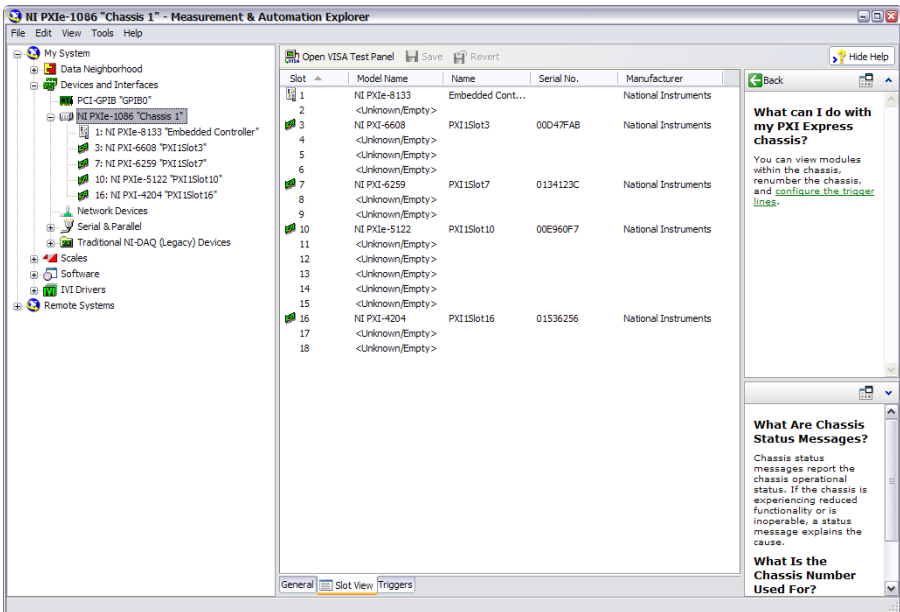 NI PXIe-1086 "Chassis 1" - Measurement & Automation Explorer
File Edit View Tools Help
My System
Data Neighborhood
Devices and Interfaces
PCI-GPIB "GPIB0"
NI PXIe-1086 "Chassis 1"
1: NI PXIe-8133 "Embedded Controller"
3: NI PXI-6608 "PXI1Slot3"
7: NI PXI-6259 "PXI1Slot7"
10: NI PXIe-5122 "PXI1Slot10"
16: NI PXI-4204 "PXI1Slot16"
Network Devices
Serial & Parallel
Traditional NI-DAQ (Legacy) Devices
Scales
Software
IVI Drivers
Remote Systems
Open VISA Test Panel Save Revert
Hide Help
Slot Model Name Name Serial No. Manufacturer
1 NI PXIe-8133 Embedded Cont... National Instruments
2 <Unknown/Empty>
3 NI PXI-6608 PXI1Slot3 00D47FAB National Instruments
4 <Unknown/Empty>
5 <Unknown/Empty>
6 <Unknown/Empty>
7 NI PXI-6259 PXI1Slot7 0134123C National Instruments
8 <Unknown/Empty>
9 <Unknown/Empty>
10 NI PXIe-5122 PXI1Slot10 00E960F7 National Instruments
11 <Unknown/Empty>
12 <Unknown/Empty>
13 <Unknown/Empty>
14 <Unknown/Empty>
15 <Unknown/Empty>
16 NI PXI-4204 PXI1Slot16 01536256 National Instruments
17 <Unknown/Empty>
18 <Unknown/Empty>
General Slot View Triggers
Back
What can I do with
my PXI Express
chassis?
You can view modules
within the chassis,
renumber the chassis,
and configure the trigger
lines.
What Are Chassis
Status Messages?
Chassis status
messages report the
chassis operational
status. If the chassis is
experiencing reduced
functionality or is
inoperable, a status
message explains the
cause.
What Is the
Chassis Number
Used For?